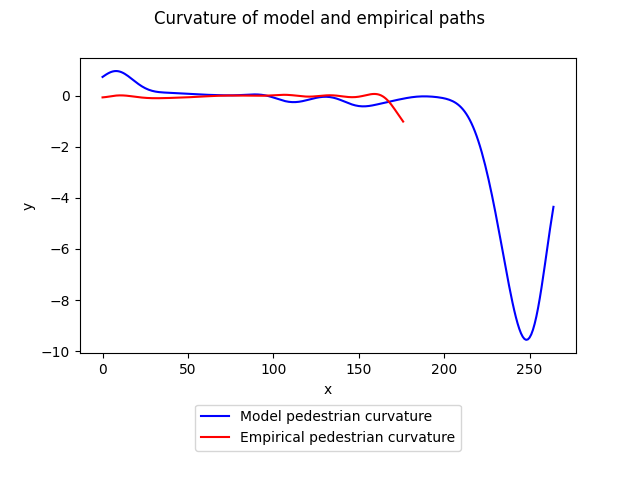 Curvature of model and empirical paths
y
0
−2
−4
−6
−8
−10
0 50 100 150 200 250
x
Model pedestrian curvature
Empirical pedestrian curvature